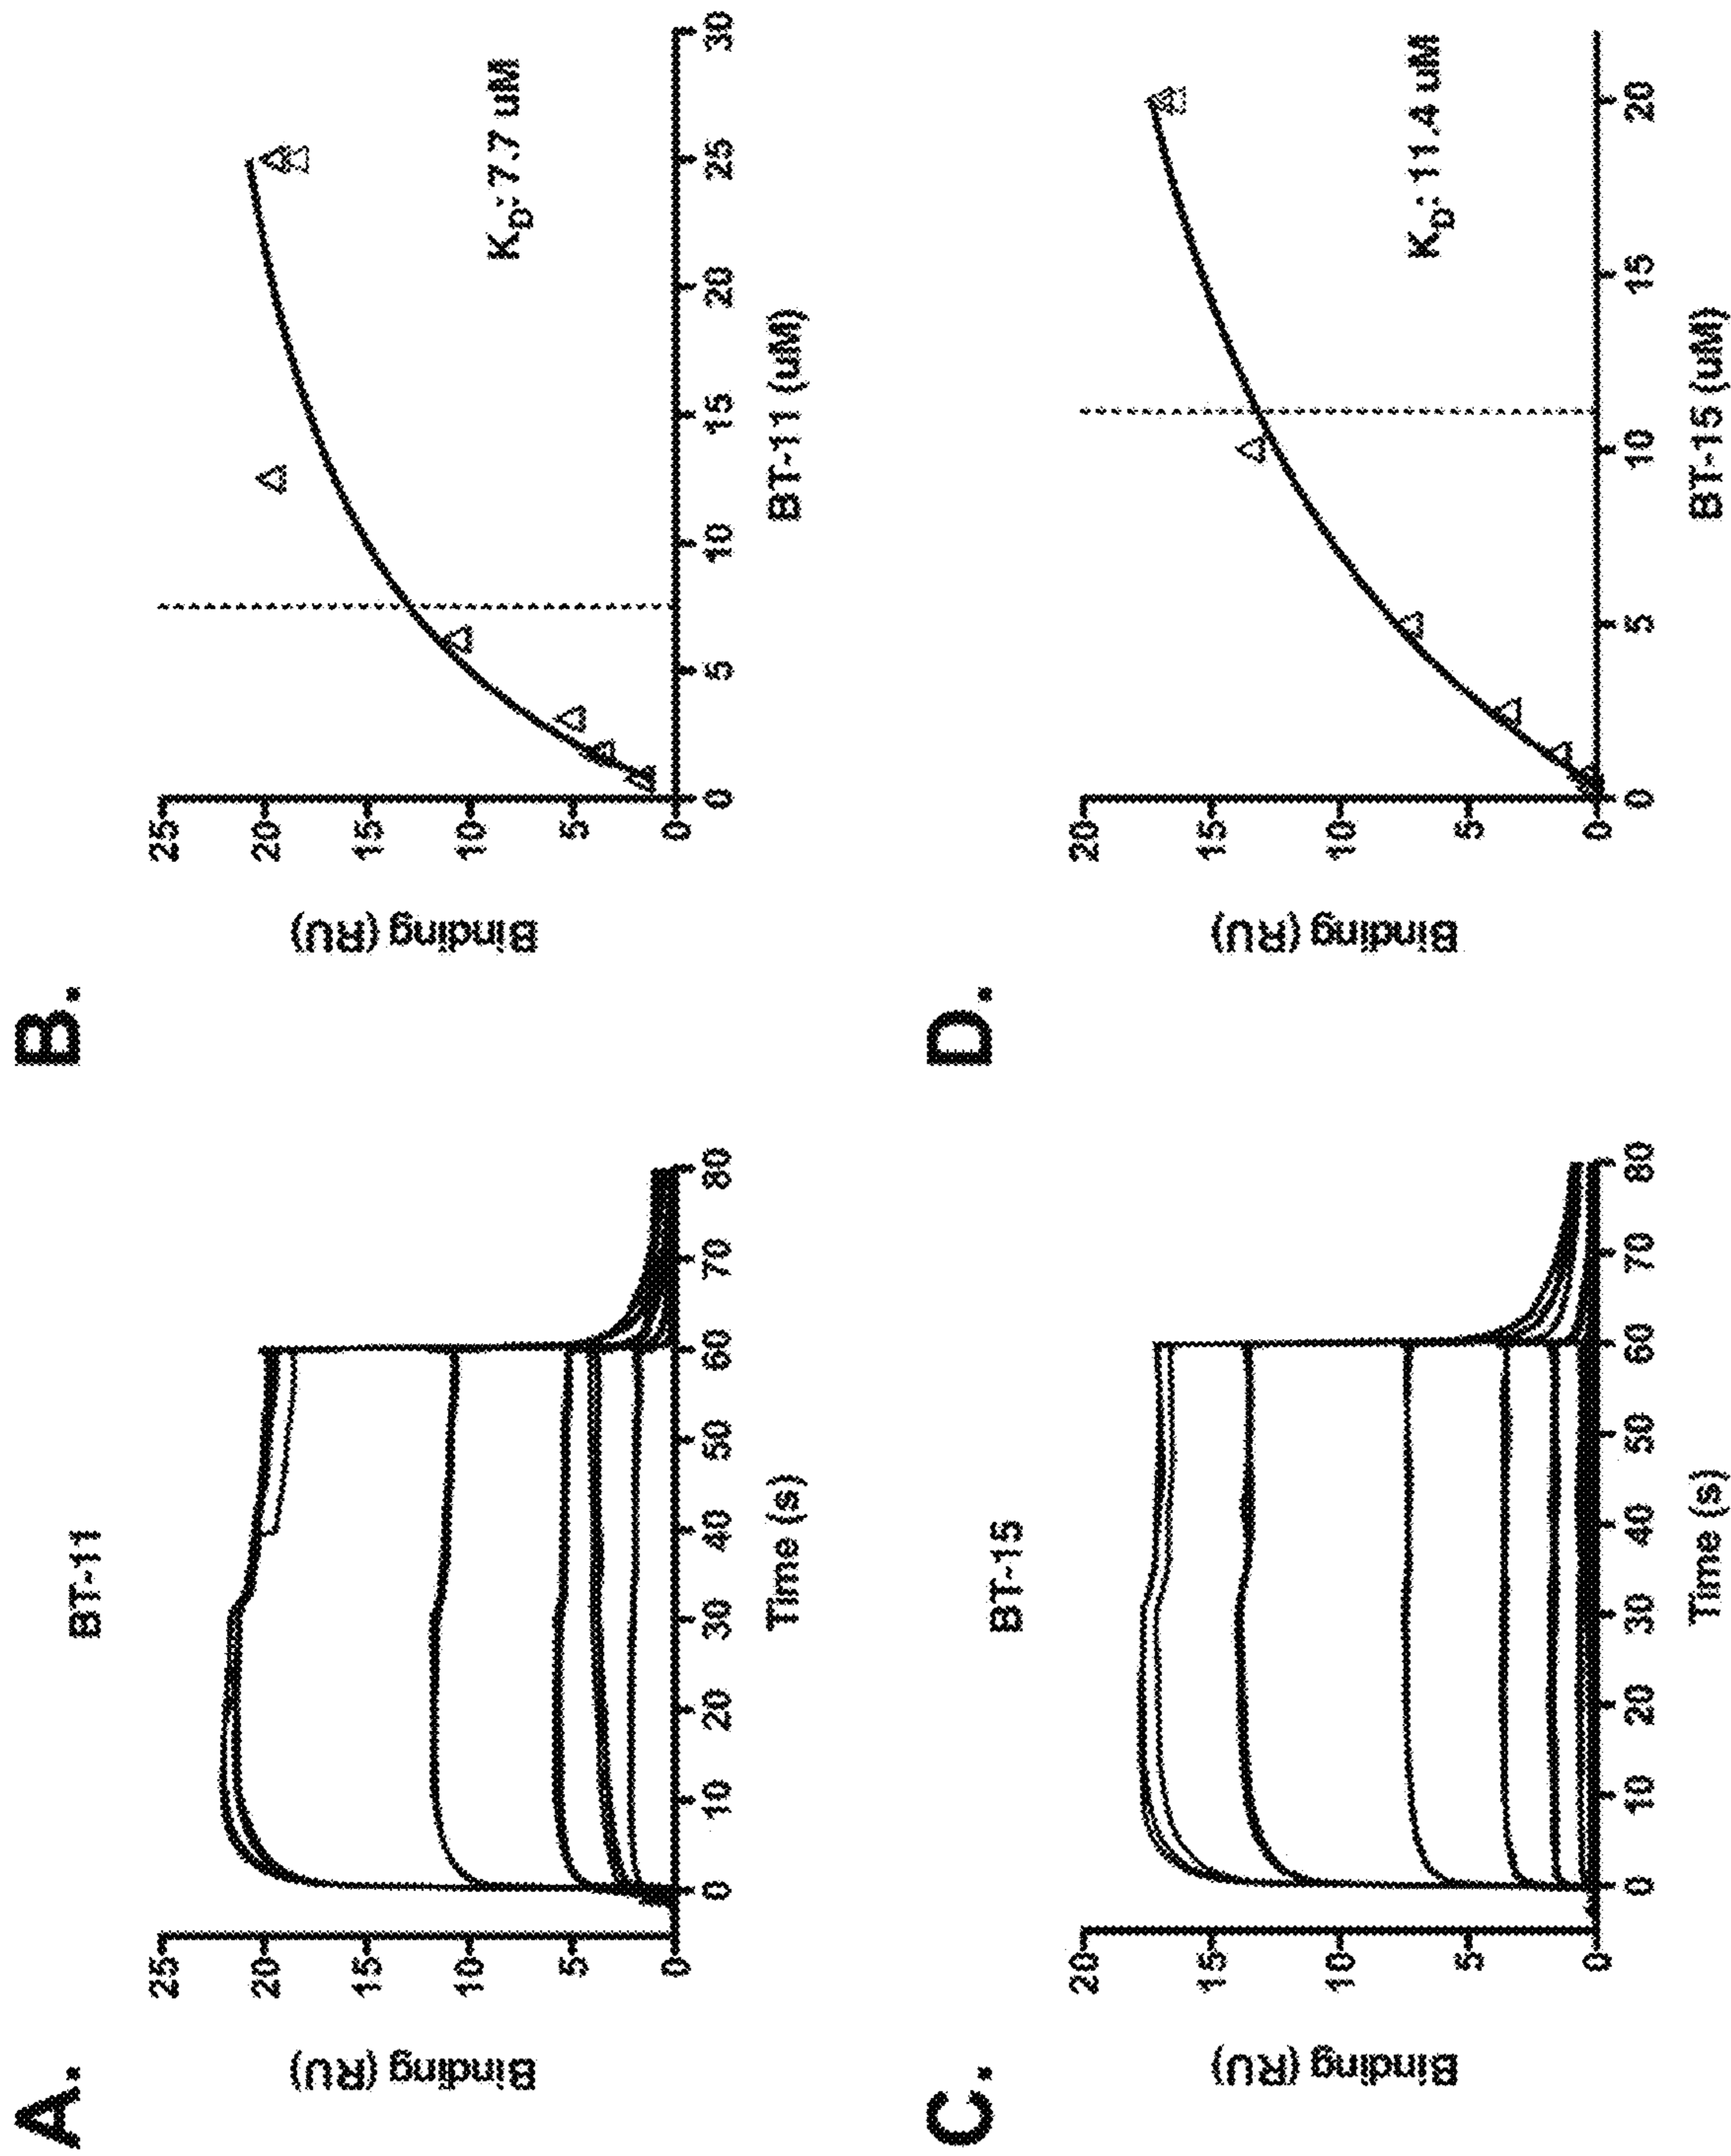 A.
BT-11
Binding (RU)
25
20
15
10
5
0
0 10 20 30 40 50 60 70 80
Time (s)
B.
Binding (RU)
25
20
15
10
5
0
0 5 10 15 20 25 30
BT-11 (uM)
KD: 7.7 uM
C.
BT-15
Binding (RU)
20
15
10
5
0
0 10 20 30 40 50 60 70 80
Time (s)
D.
Binding (RU)
20
15
10
5
0
0 5 10 15 20
BT-15 (uM)
KD: 11.4 uM